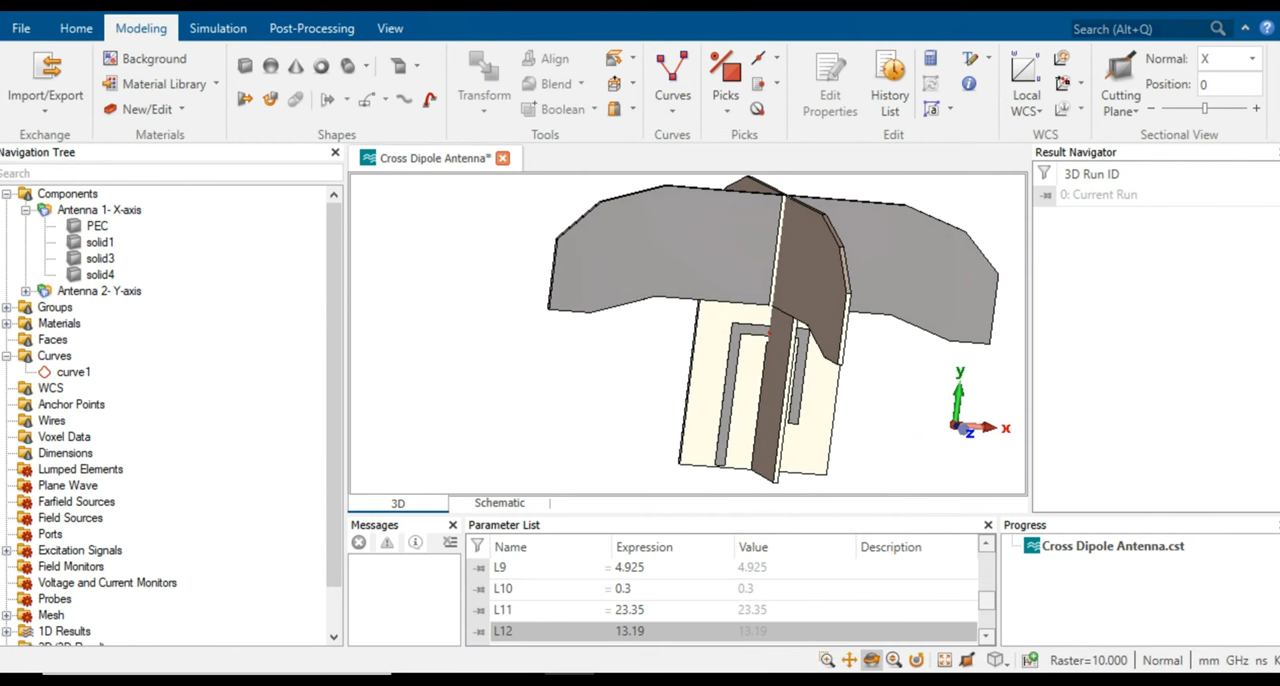 File Home Modeling Simulation Post-Processing View Search (Alt+Q)
Import/Export
Exchange
Background
Material Library
New/Edit
Materials
Shapes
Transform
Align
Blend
Boolean
Tools
Curves
Curves
Picks
Picks
Edit
Properties
History
List
Edit
Local
WCS
WCS
Cutting
Plane
Normal: X
Position: 0
Sectional View
Navigation Tree
Search
Components
Antenna 1- X-axis
PEC
solid1
solid3
solid4
Antenna 2- Y-axis
Groups
Materials
Faces
Curves
curve1
WCS
Anchor Points
Wires
Voxel Data
Dimensions
Lumped Elements
Plane Wave
Farfield Sources
Field Sources
Ports
Excitation Signals
Field Monitors
Voltage and Current Monitors
Probes
Mesh
1D Results
Cross Dipole Antenna*
y
x
z
3D Schematic
Messages
Parameter List
Name Expression Value Description
L9 = 4.925 4.925
L10 = 0.3 0.3
L11 = 23.35 23.35
L12 13.19 13.19
Result Navigator
3D Run ID
0: Current Run
Progress
Cross Dipole Antenna.cst
Raster=10.000 Normal mm GHz ns K